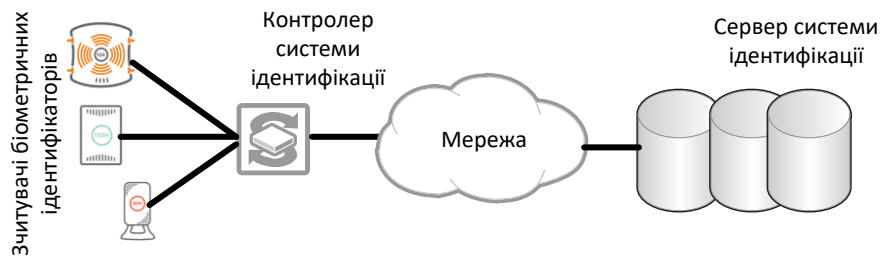 Зчитувачі біометричних
ідентифікаторів
Контролер
системи
ідентифікації
Мережа
Сервер системи
ідентифікації